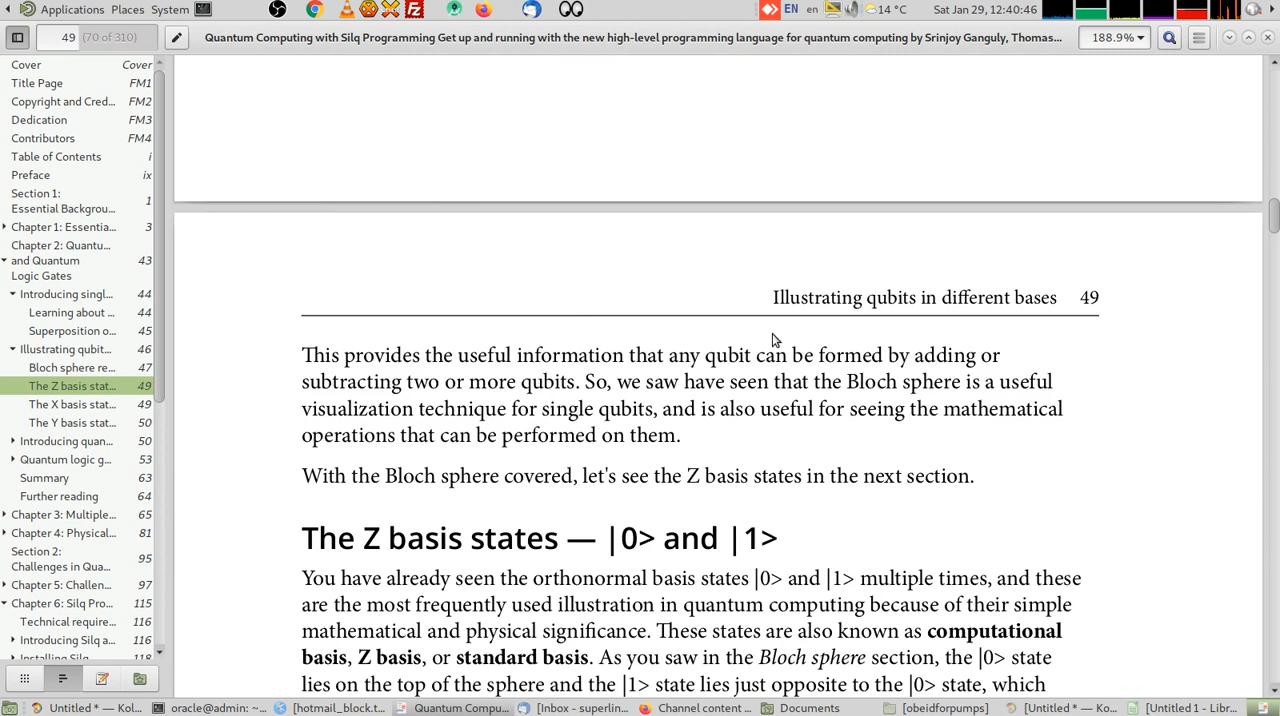 Applications Places System EN en 14 °C Sat Jan 29, 12:40:46
49 (70 of 310) Quantum Computing with Silq Programming Get up and running with the new high-level programming language for quantum computing by Srinjoy Ganguly, Thomas... 188.9%
Cover Cover
Title Page FM1
Copyright and Cred... FM2
Dedication FM3
Contributors FM4
Table of Contents i
Preface ix
Section 1:
Essential Backgrou... 1
Chapter 1: Essentia... 3
Chapter 2: Quantu...
and Quantum 43
Logic Gates
Introducing singl... 44
Learning about ... 44
Superposition o... 45
Illustrating qubit... 46
Bloch sphere re... 47
The Z basis stat... 49
The X basis stat... 49
The Y basis stat... 50
Introducing quan... 50
Quantum logic g... 53
Summary 63
Further reading 64
Chapter 3: Multiple... 65
Chapter 4: Physical... 81
Section 2:
Challenges in Qua... 95
Chapter 5: Challen... 97
Chapter 6: Silq Pro... 115
Technical require... 116
Introducing Silq a... 116
Installing Silq 118
Illustrating qubits in different bases 49
This provides the useful information that any qubit can be formed by adding or
subtracting two or more qubits. So, we saw have seen that the Bloch sphere is a useful
visualization technique for single qubits, and is also useful for seeing the mathematical
operations that can be performed on them.
With the Bloch sphere covered, let's see the Z basis states in the next section.
The Z basis states — |0> and |1>
You have already seen the orthonormal basis states |0> and |1> multiple times, and these
are the most frequently used illustration in quantum computing because of their simple
mathematical and physical significance. These states are also known as computational
basis, Z basis, or standard basis. As you saw in the Bloch sphere section, the |0> state
lies on the top of the sphere and the |1> state lies just opposite to the |0> state, which
Untitled * — Kol... oracle@admin: ~... [hotmail_block.t... Quantum Compu... [Inbox - superlin... Channel content ... Documents [obeidforpumps] [Untitled * — Ko... [Untitled 1 - Libr...